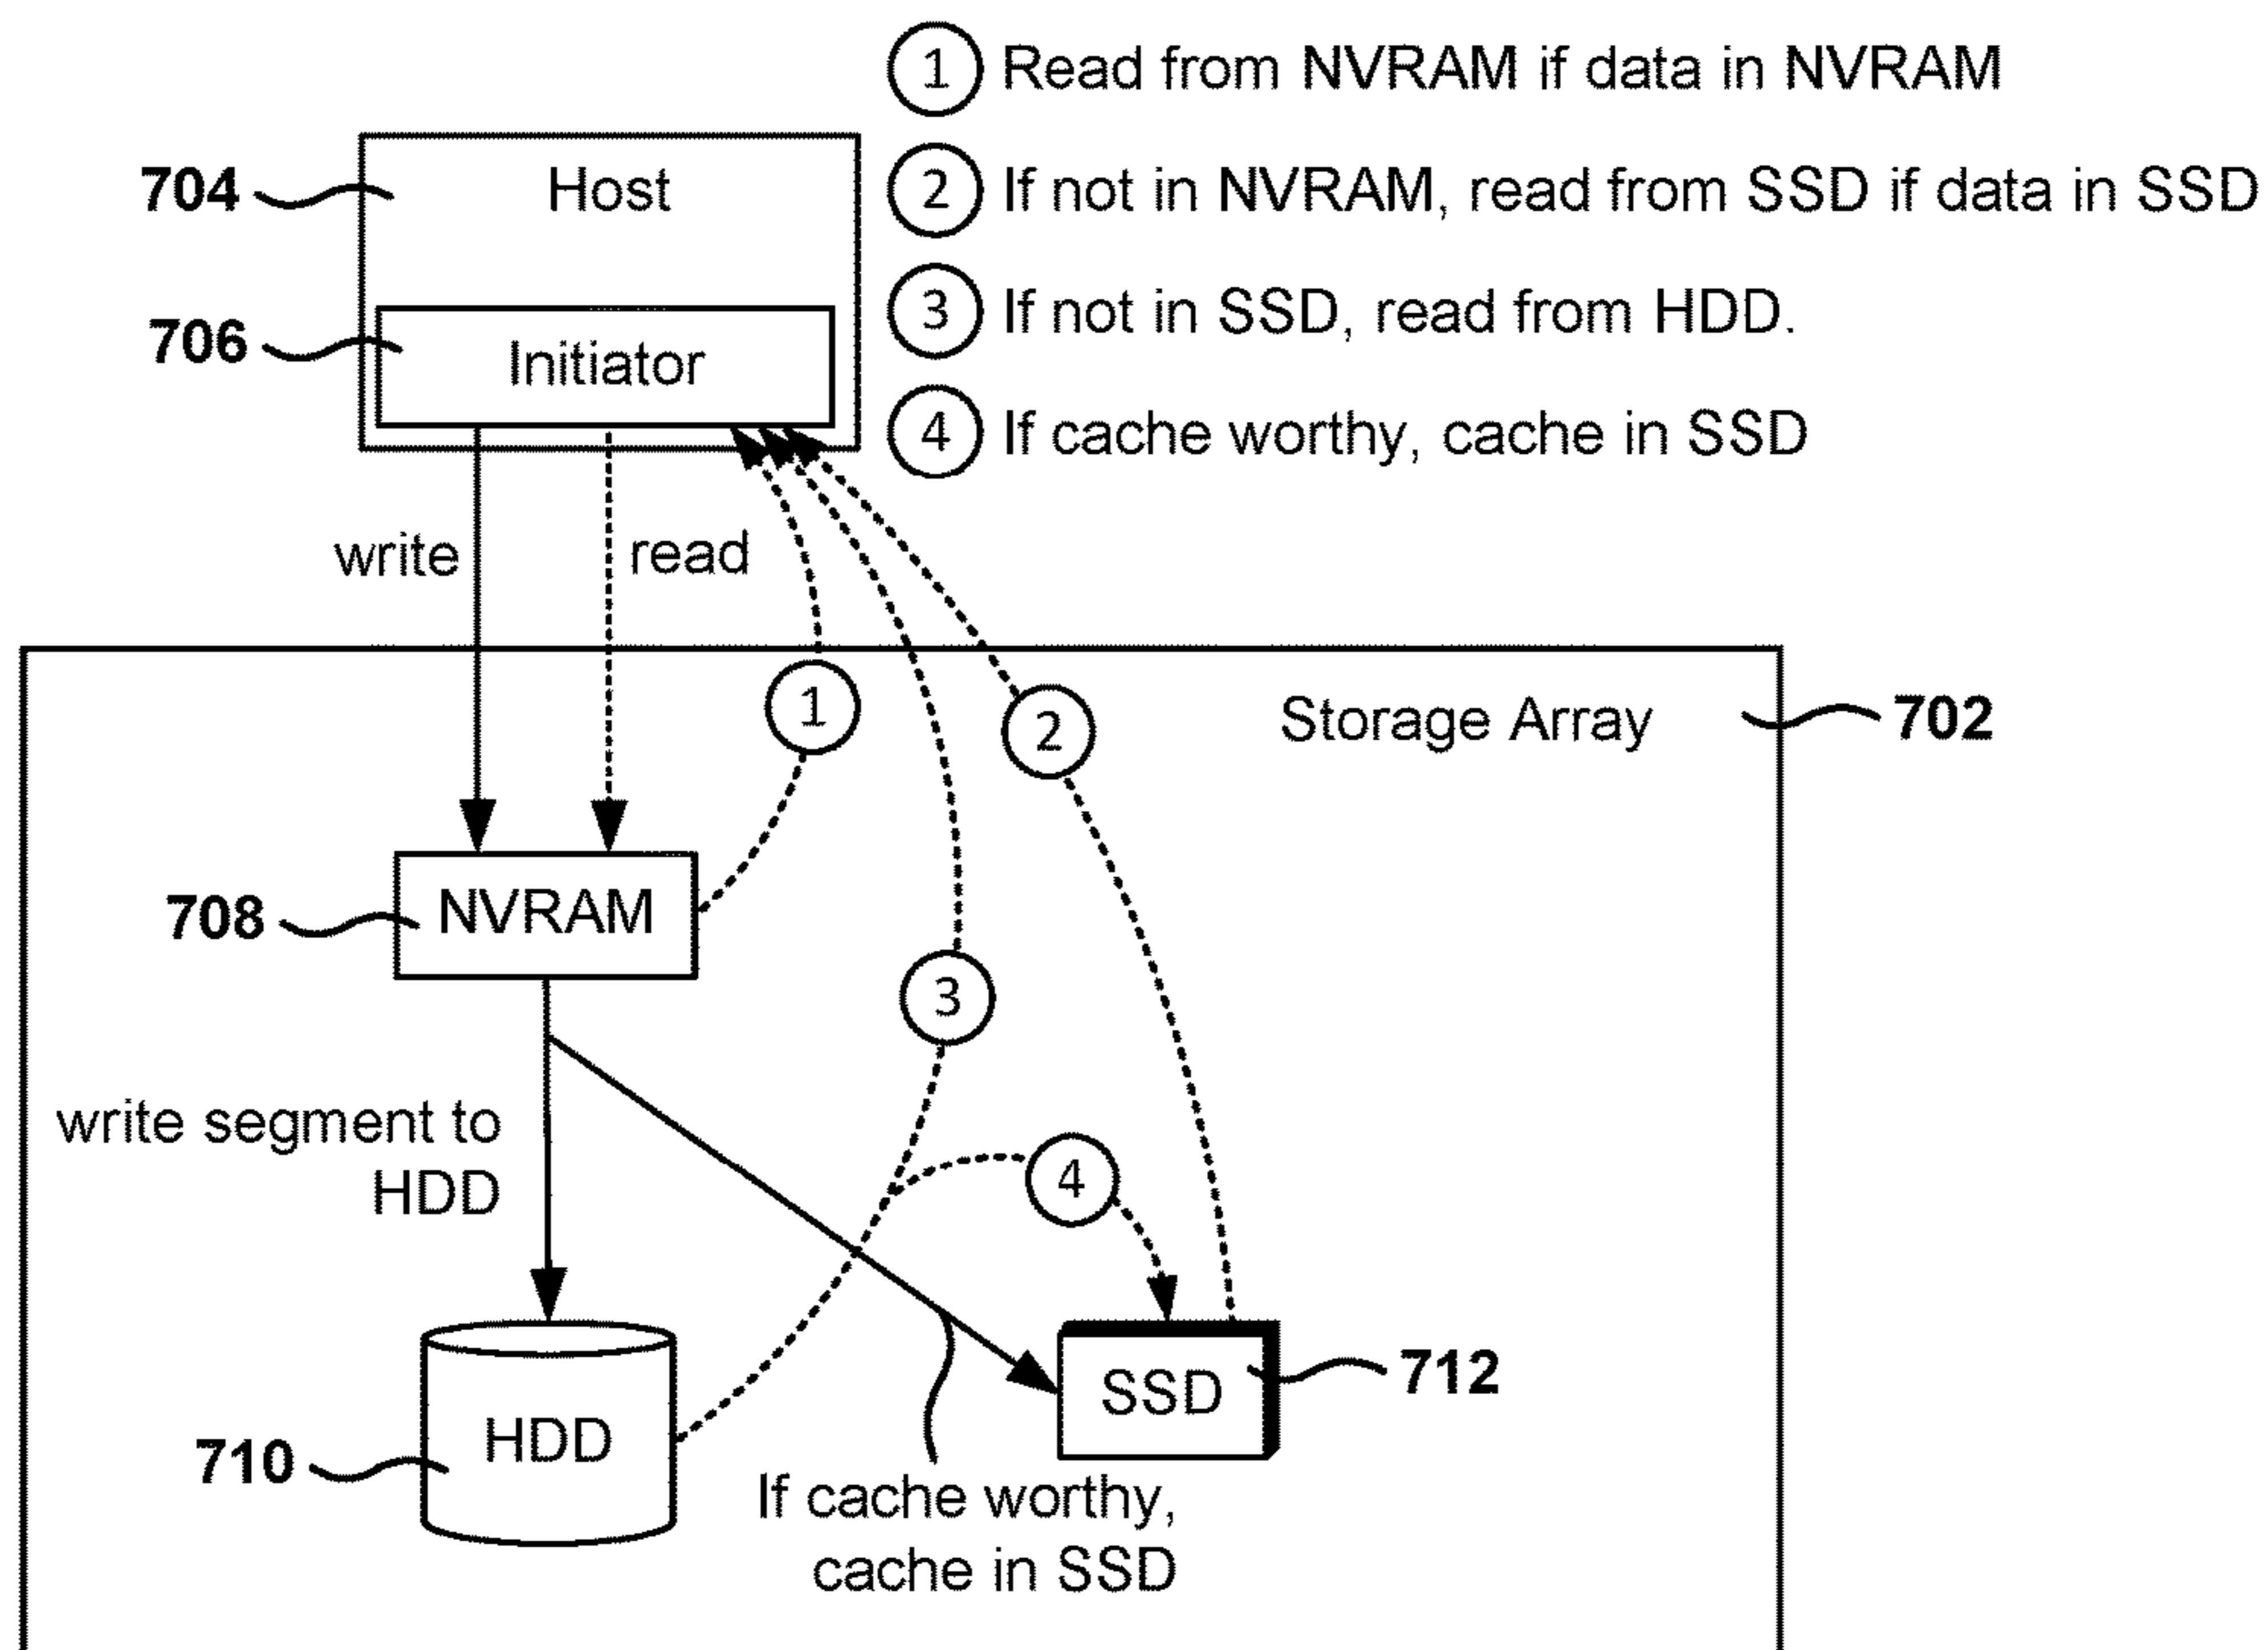 ① Read from NVRAM if data in NVRAM
② If not in NVRAM, read from SSD if data in SSD
③ If not in SSD, read from HDD.
④ If cache worthy, cache in SSD
704
Host
706
Initiator
write
read
①
②
Storage Array
702
708
NVRAM
③
write segment to
HDD
④
710
HDD
SSD
712
If cache worthy,
cache in SSD